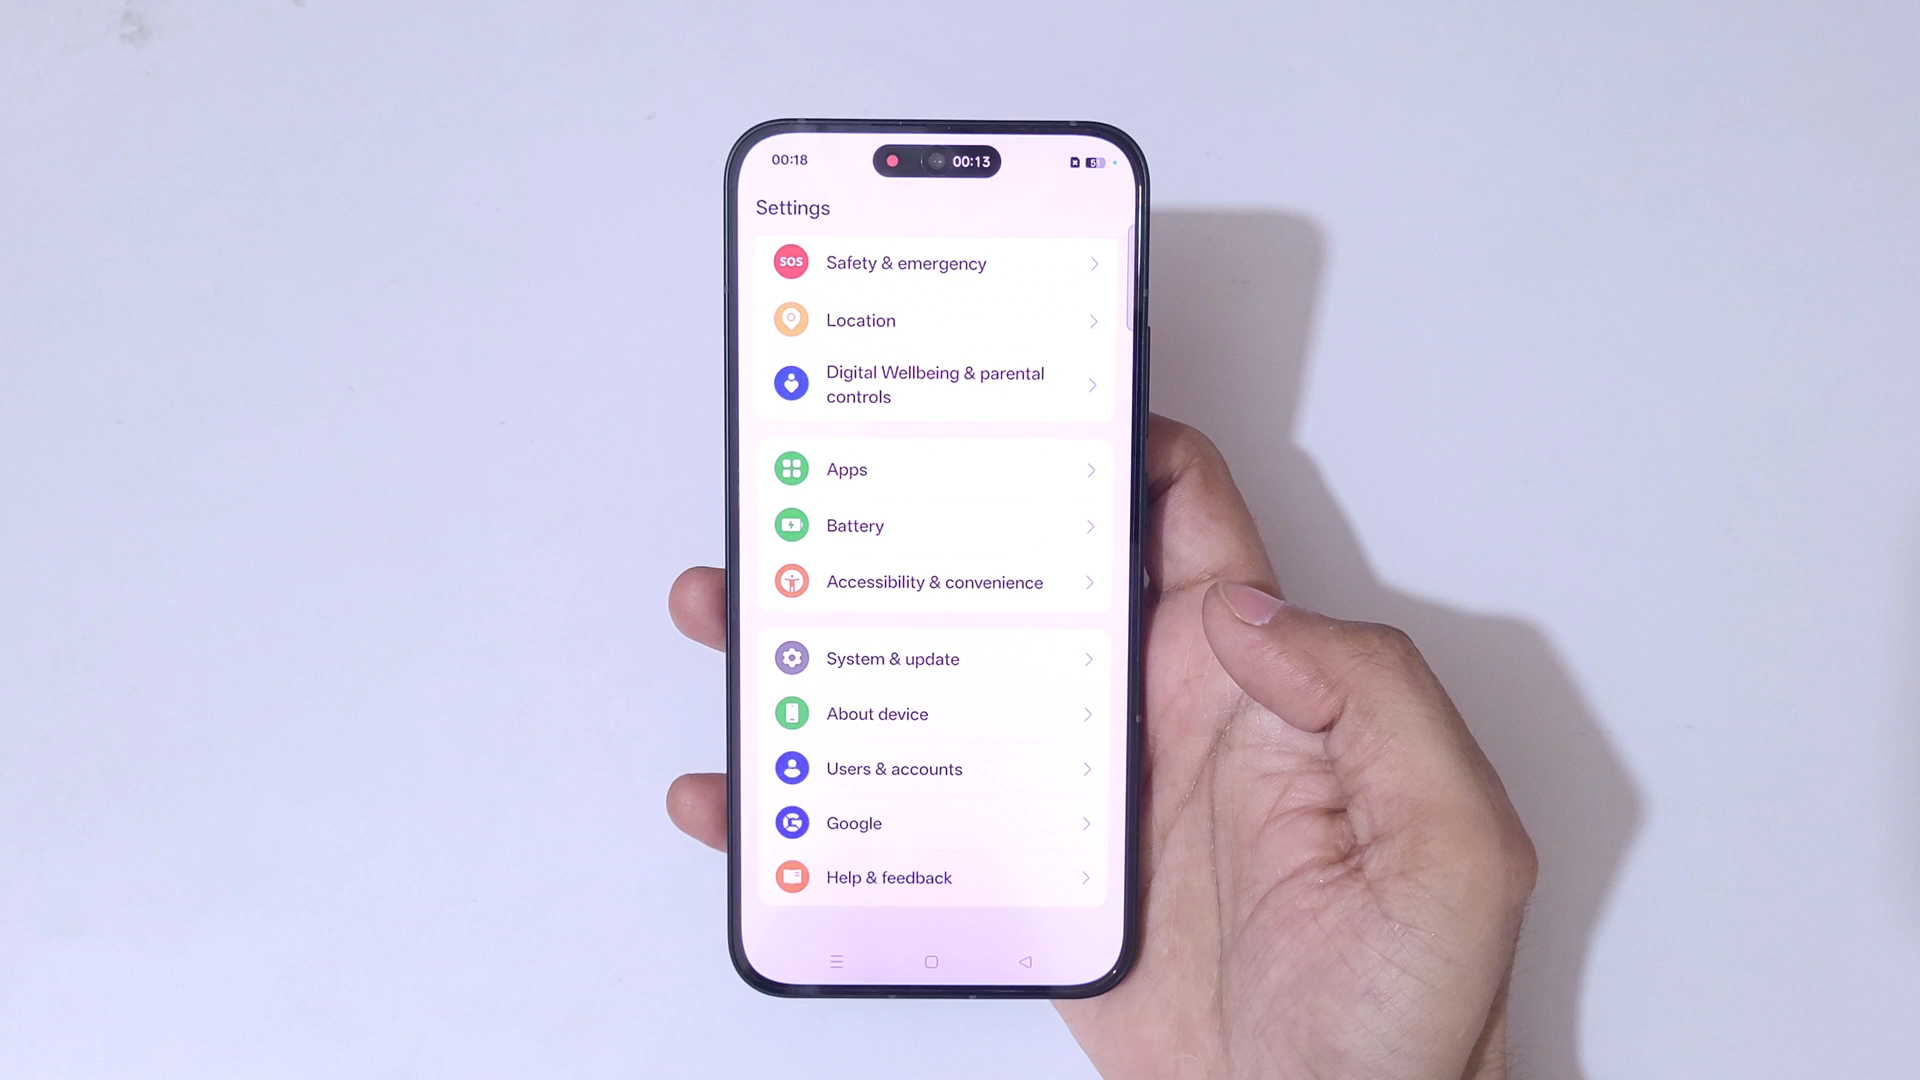 00:18
00:13
Settings
SOS
Safety & emergency
Location
Digital Wellbeing & parental
controls
Apps
Battery
Accessibility & convenience
System & update
About device
Users & accounts
Google
Help & feedback